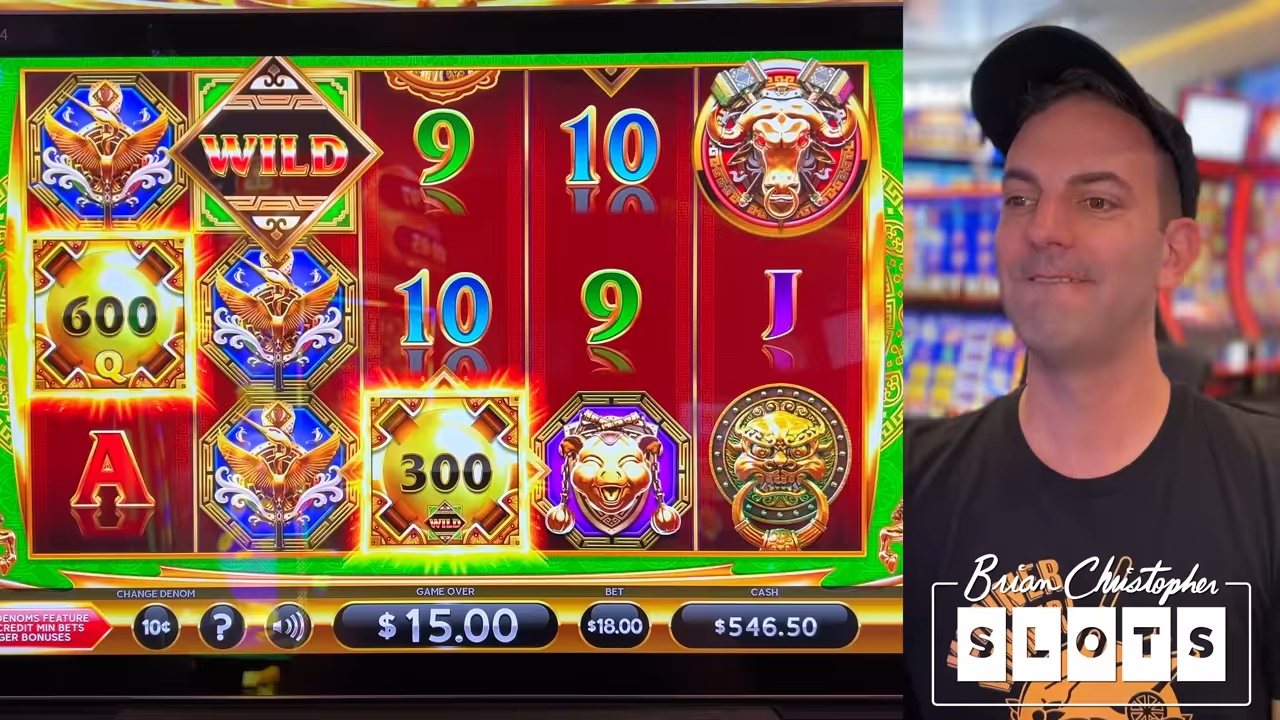 4
WILD
9
10
600
Q
10
9
J
A
300
WILD
CHANGE DENOM
GAME OVER
BET
CASH
DENOMS FEATURE
CREDIT MIN BETS
GER BONUSES
10¢
?
$15.00
$18.00
$546.50
Brian Christopher
SLOTS